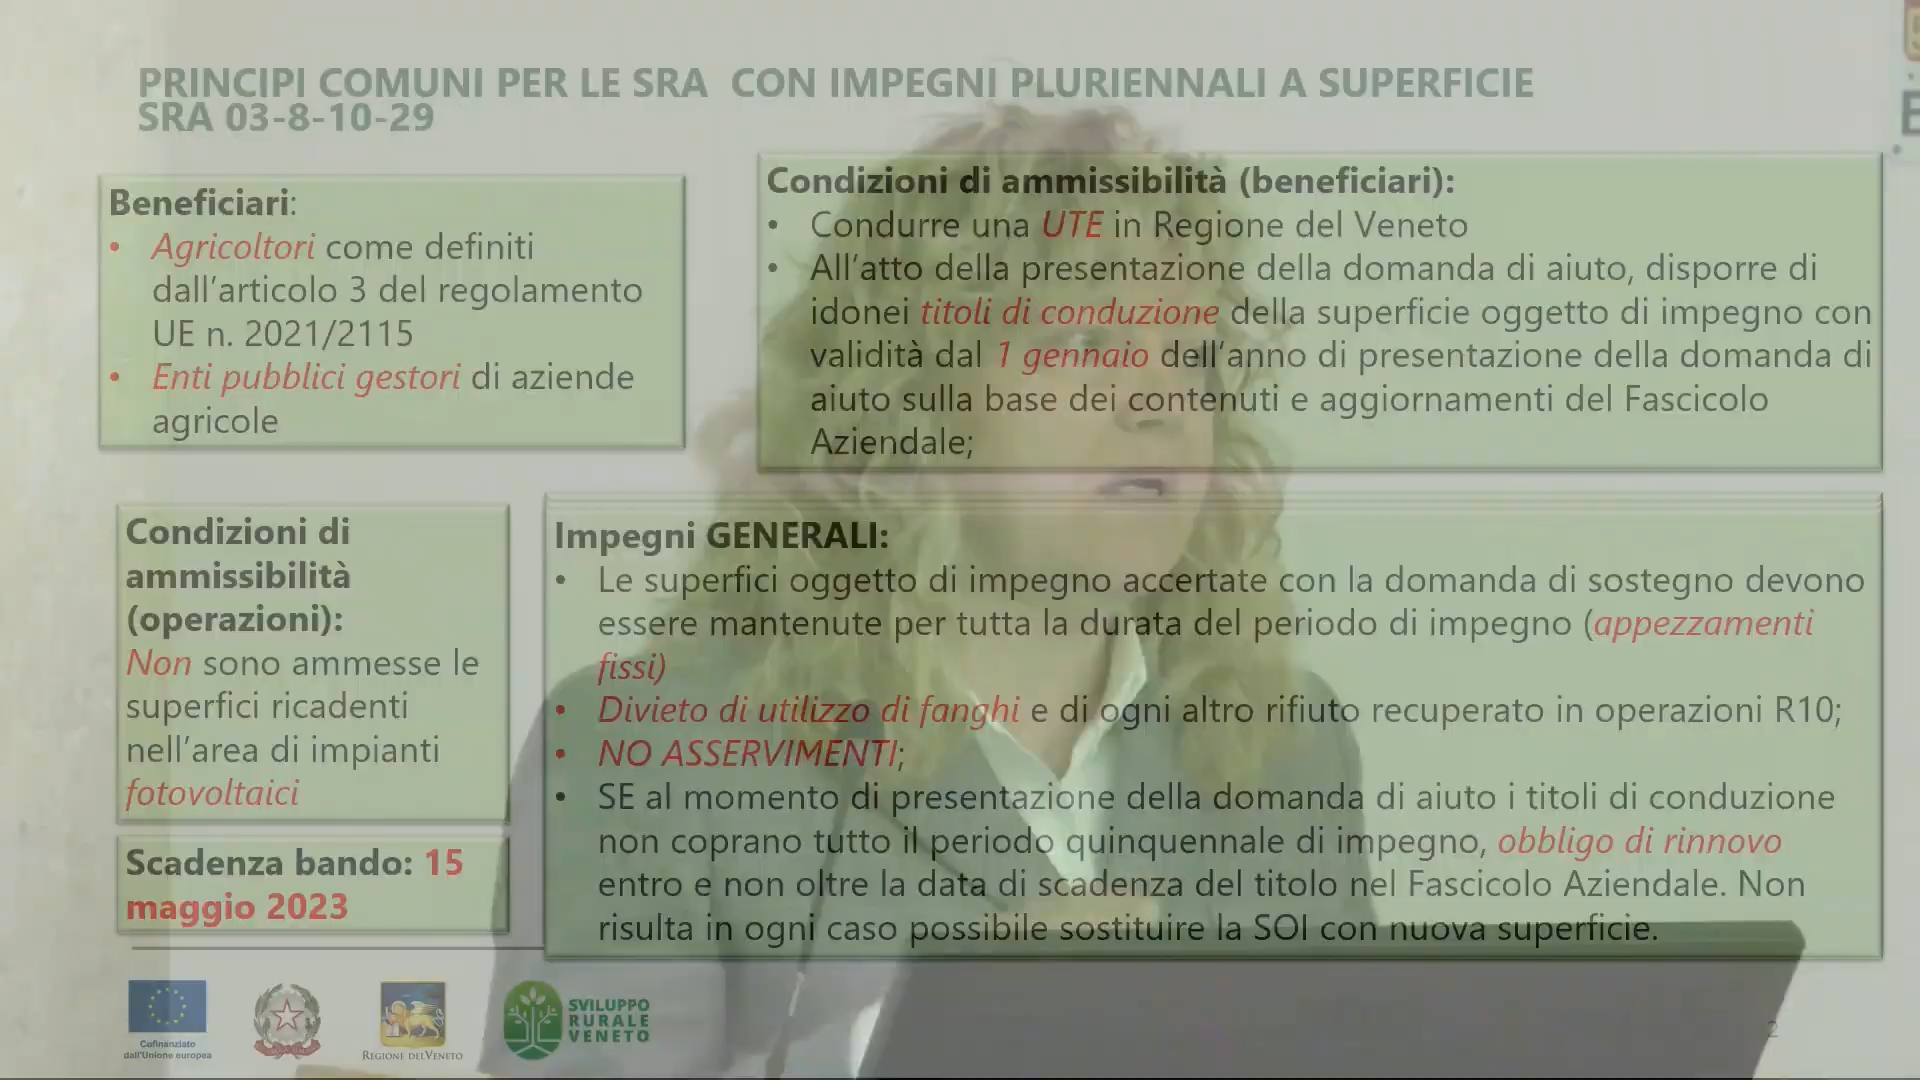 PRINCIPI COMUNI PER LE SRA CON IMPEGNI PLURIENNALI A SUPERFICIE
SRA 03-8-10-29
Beneficiari:
• Agricoltori come definiti
dall'articolo 3 del regolamento
UE n. 2021/2115
• Enti pubblici gestori di aziende
agricole
Condizioni di ammissibilità (beneficiari):
• Condurre una UTE in Regione del Veneto
• All'atto della presentazione della domanda di aiuto, disporre di
idonei titoli di conduzione della superficie oggetto di impegno con
validità dal 1 gennaio dell'anno di presentazione della domanda di
aiuto sulla base dei contenuti e aggiornamenti del Fascicolo
Aziendale;
Condizioni di
ammissibilità
(operazioni):
Non sono ammesse le
superfici ricadenti
nell'area di impianti
fotovoltaici
Scadenza bando: 15
maggio 2023
Impegni GENERALI:
• Le superfici oggetto di impegno accertate con la domanda di sostegno devono
essere mantenute per tutta la durata del periodo di impegno (appezzamenti
fissi)
• Divieto di utilizzo di fanghi e di ogni altro rifiuto recuperato in operazioni R10;
• NO ASSERVIMENTI;
• SE al momento di presentazione della domanda di aiuto i titoli di conduzione
non coprano tutto il periodo quinquennale di impegno, obbligo di rinnovo
entro e non oltre la data di scadenza del titolo nel Fascicolo Aziendale. Non
risulta in ogni caso possibile sostituire la SOI con nuova superficie.
Cofinanziato
dall'Unione europea
REGIONE DEL VENETO
SVILUPPO
RURALE
VENETO
2